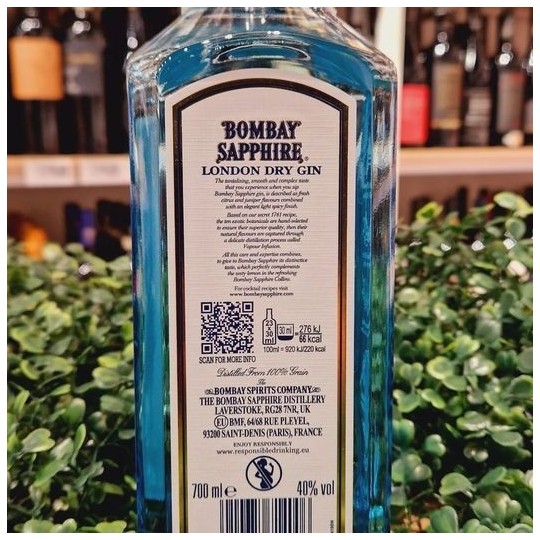 BOMBAY
SAPPHIRE®
LONDON DRY GIN
The tantalising, smooth and complex taste
that you experience when you sip
Bombay Sapphire gin, is described as fresh
citrus and juniper flavours combined
with an elegant light spicy finish.
Based on our secret 1761 recipe,
the ten exotic botanicals are hand-selected
to ensure their superior quality, then their
natural flavours are captured through
a delicate distillation process called
Vapour Infusion.
All this care and expertise combines,
to give to Bombay Sapphire its distinctive
taste, which perfectly complements
the zesty lemon in the refreshing
Bombay Sapphire Collins.
For cocktail recipes visit
www.bombaysapphire.com
23 x 30 ml
30 ml = 276 kJ
66 kcal
100ml = 920 kJ/220 kcal
SCAN FOR MORE INFO
Distilled From 100% Grain
The
BOMBAY SPIRITS COMPANY
THE BOMBAY SAPPHIRE DISTILLERY
LAVERSTOKE, RG28 7NR, UK
EU BMF, 64/68 RUE PLEYEL,
93200 SAINT-DENIS (PARIS), FRANCE
ENJOY RESPONSIBLY
www.responsibledrinking.eu
700 ml ℮ 40% vol